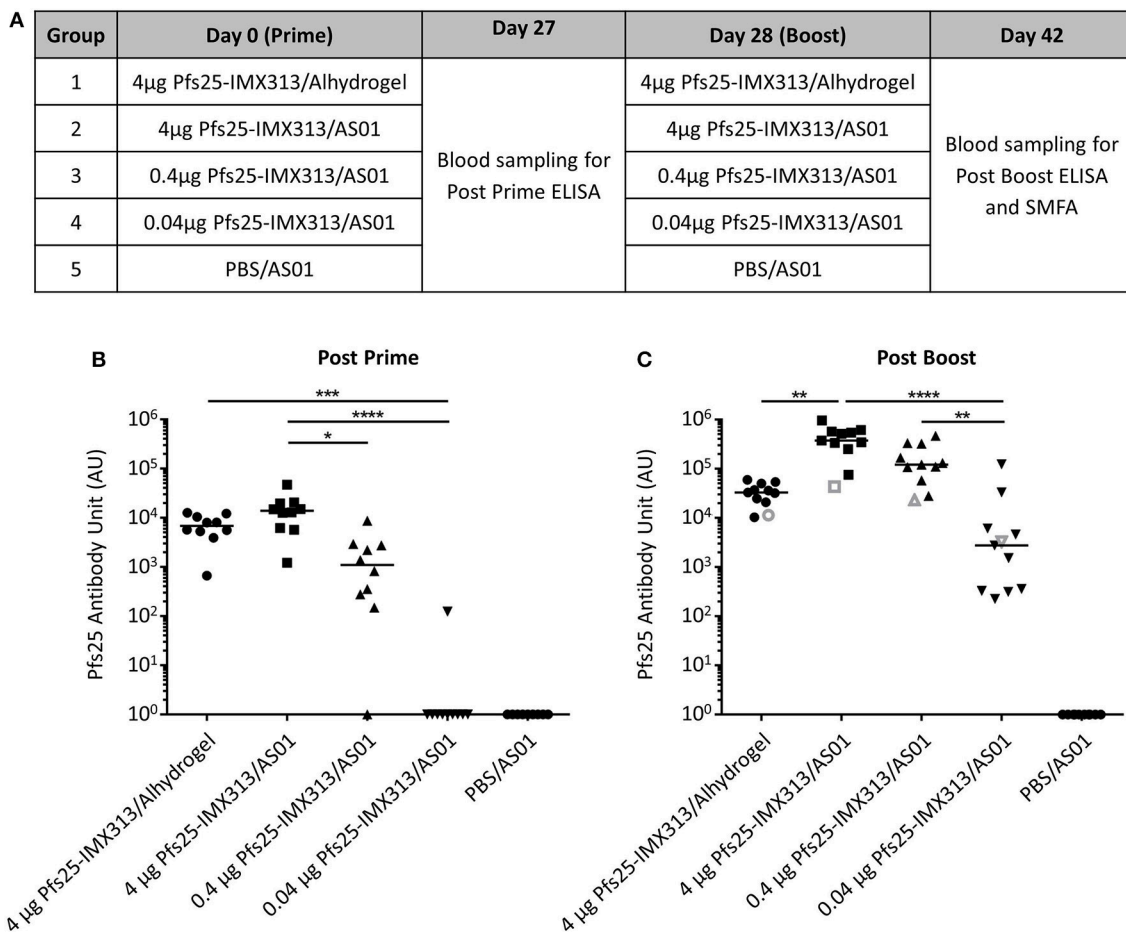 A
Group Day 0 (Prime) Day 27 Day 28 (Boost) Day 42
1 4µg Pfs25-IMX313/Alhydrogel 4µg Pfs25-IMX313/Alhydrogel
2 4µg Pfs25-IMX313/AS01 4µg Pfs25-IMX313/AS01
3 0.4µg Pfs25-IMX313/AS01 0.4µg Pfs25-IMX313/AS01
4 0.04µg Pfs25-IMX313/AS01 0.04µg Pfs25-IMX313/AS01
5 PBS/AS01 PBS/AS01
Blood sampling for
Post Prime ELISA
Blood sampling for
Post Boost ELISA
and SMFA
B
Post Prime
***
****
*
Pfs25 Antibody Unit (AU)
10⁶
10⁵
10⁴
10³
10²
10¹
10⁰
4 µg Pfs25-IMX313/Alhydrogel
4 µg Pfs25-IMX313/AS01
0.4 µg Pfs25-IMX313/AS01
0.04 µg Pfs25-IMX313/AS01
PBS/AS01
C
Post Boost
** ****
**
Pfs25 Antibody Unit (AU)
10⁶
10⁵
10⁴
10³
10²
10¹
10⁰
4 µg Pfs25-IMX313/Alhydrogel
4 µg Pfs25-IMX313/AS01
0.4 µg Pfs25-IMX313/AS01
0.04 µg Pfs25-IMX313/AS01
PBS/AS01